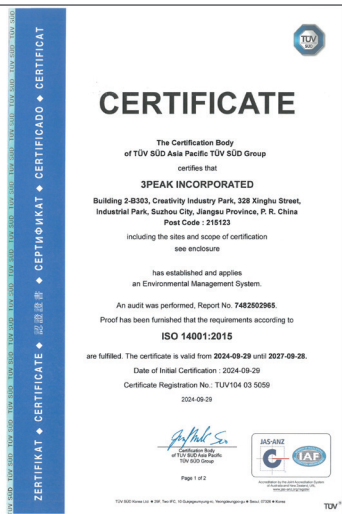 TÜV
SÜD
CERTIFICATE
The Certification Body
of TÜV SÜD Asia Pacific TÜV SÜD Group
certifies that
3PEAK INCORPORATED
Building 2-B303, Creativity Industry Park, 328 Xinghu Street,
Industrial Park, Suzhou City, Jiangsu Province, P. R. China
Post Code : 215123
including the sites and scope of certification
see enclosure
has established and applies
an Environmental Management System.
An audit was performed, Report No. 7482502965.
Proof has been furnished that the requirements according to
ISO 14001:2015
are fulfilled. The certificate is valid from 2024-09-29 until 2027-09-28.
Date of Initial Certification : 2024-09-29
Certificate Registration No.: TUV104 03 5059
2024-09-29
Certification Body
of TÜV SÜD Asia Pacific
TÜV SÜD Group
Page 1 of 2
JAS-ANZ
IAF
TÜV®
ZERTIFIKAT ◆ CERTIFICATE ◆ 認證證書 ◆ СЕРТИФИКАТ ◆ CERTIFICADO ◆ CERTIFICAT